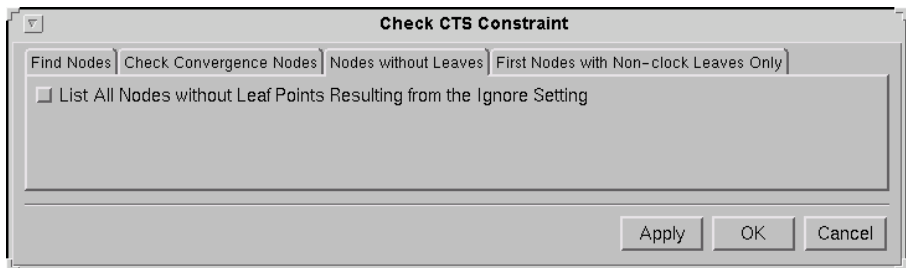 Check CTS Constraint
Find Nodes Check Convergence Nodes Nodes without Leaves First Nodes with Non-clock Leaves Only
List All Nodes without Leaf Points Resulting from the Ignore Setting
Apply OK Cancel